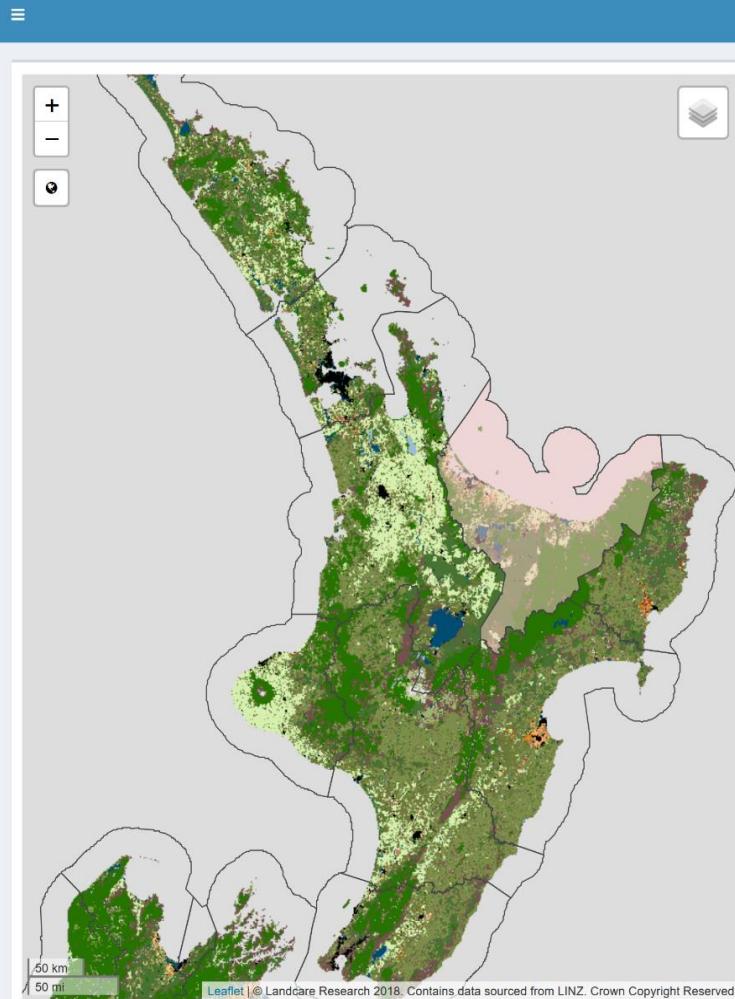 +
−
50 km
50 mi
Leaflet | © Landcare Research 2018. Contains data sourced from LINZ. Crown Copyright Reserved